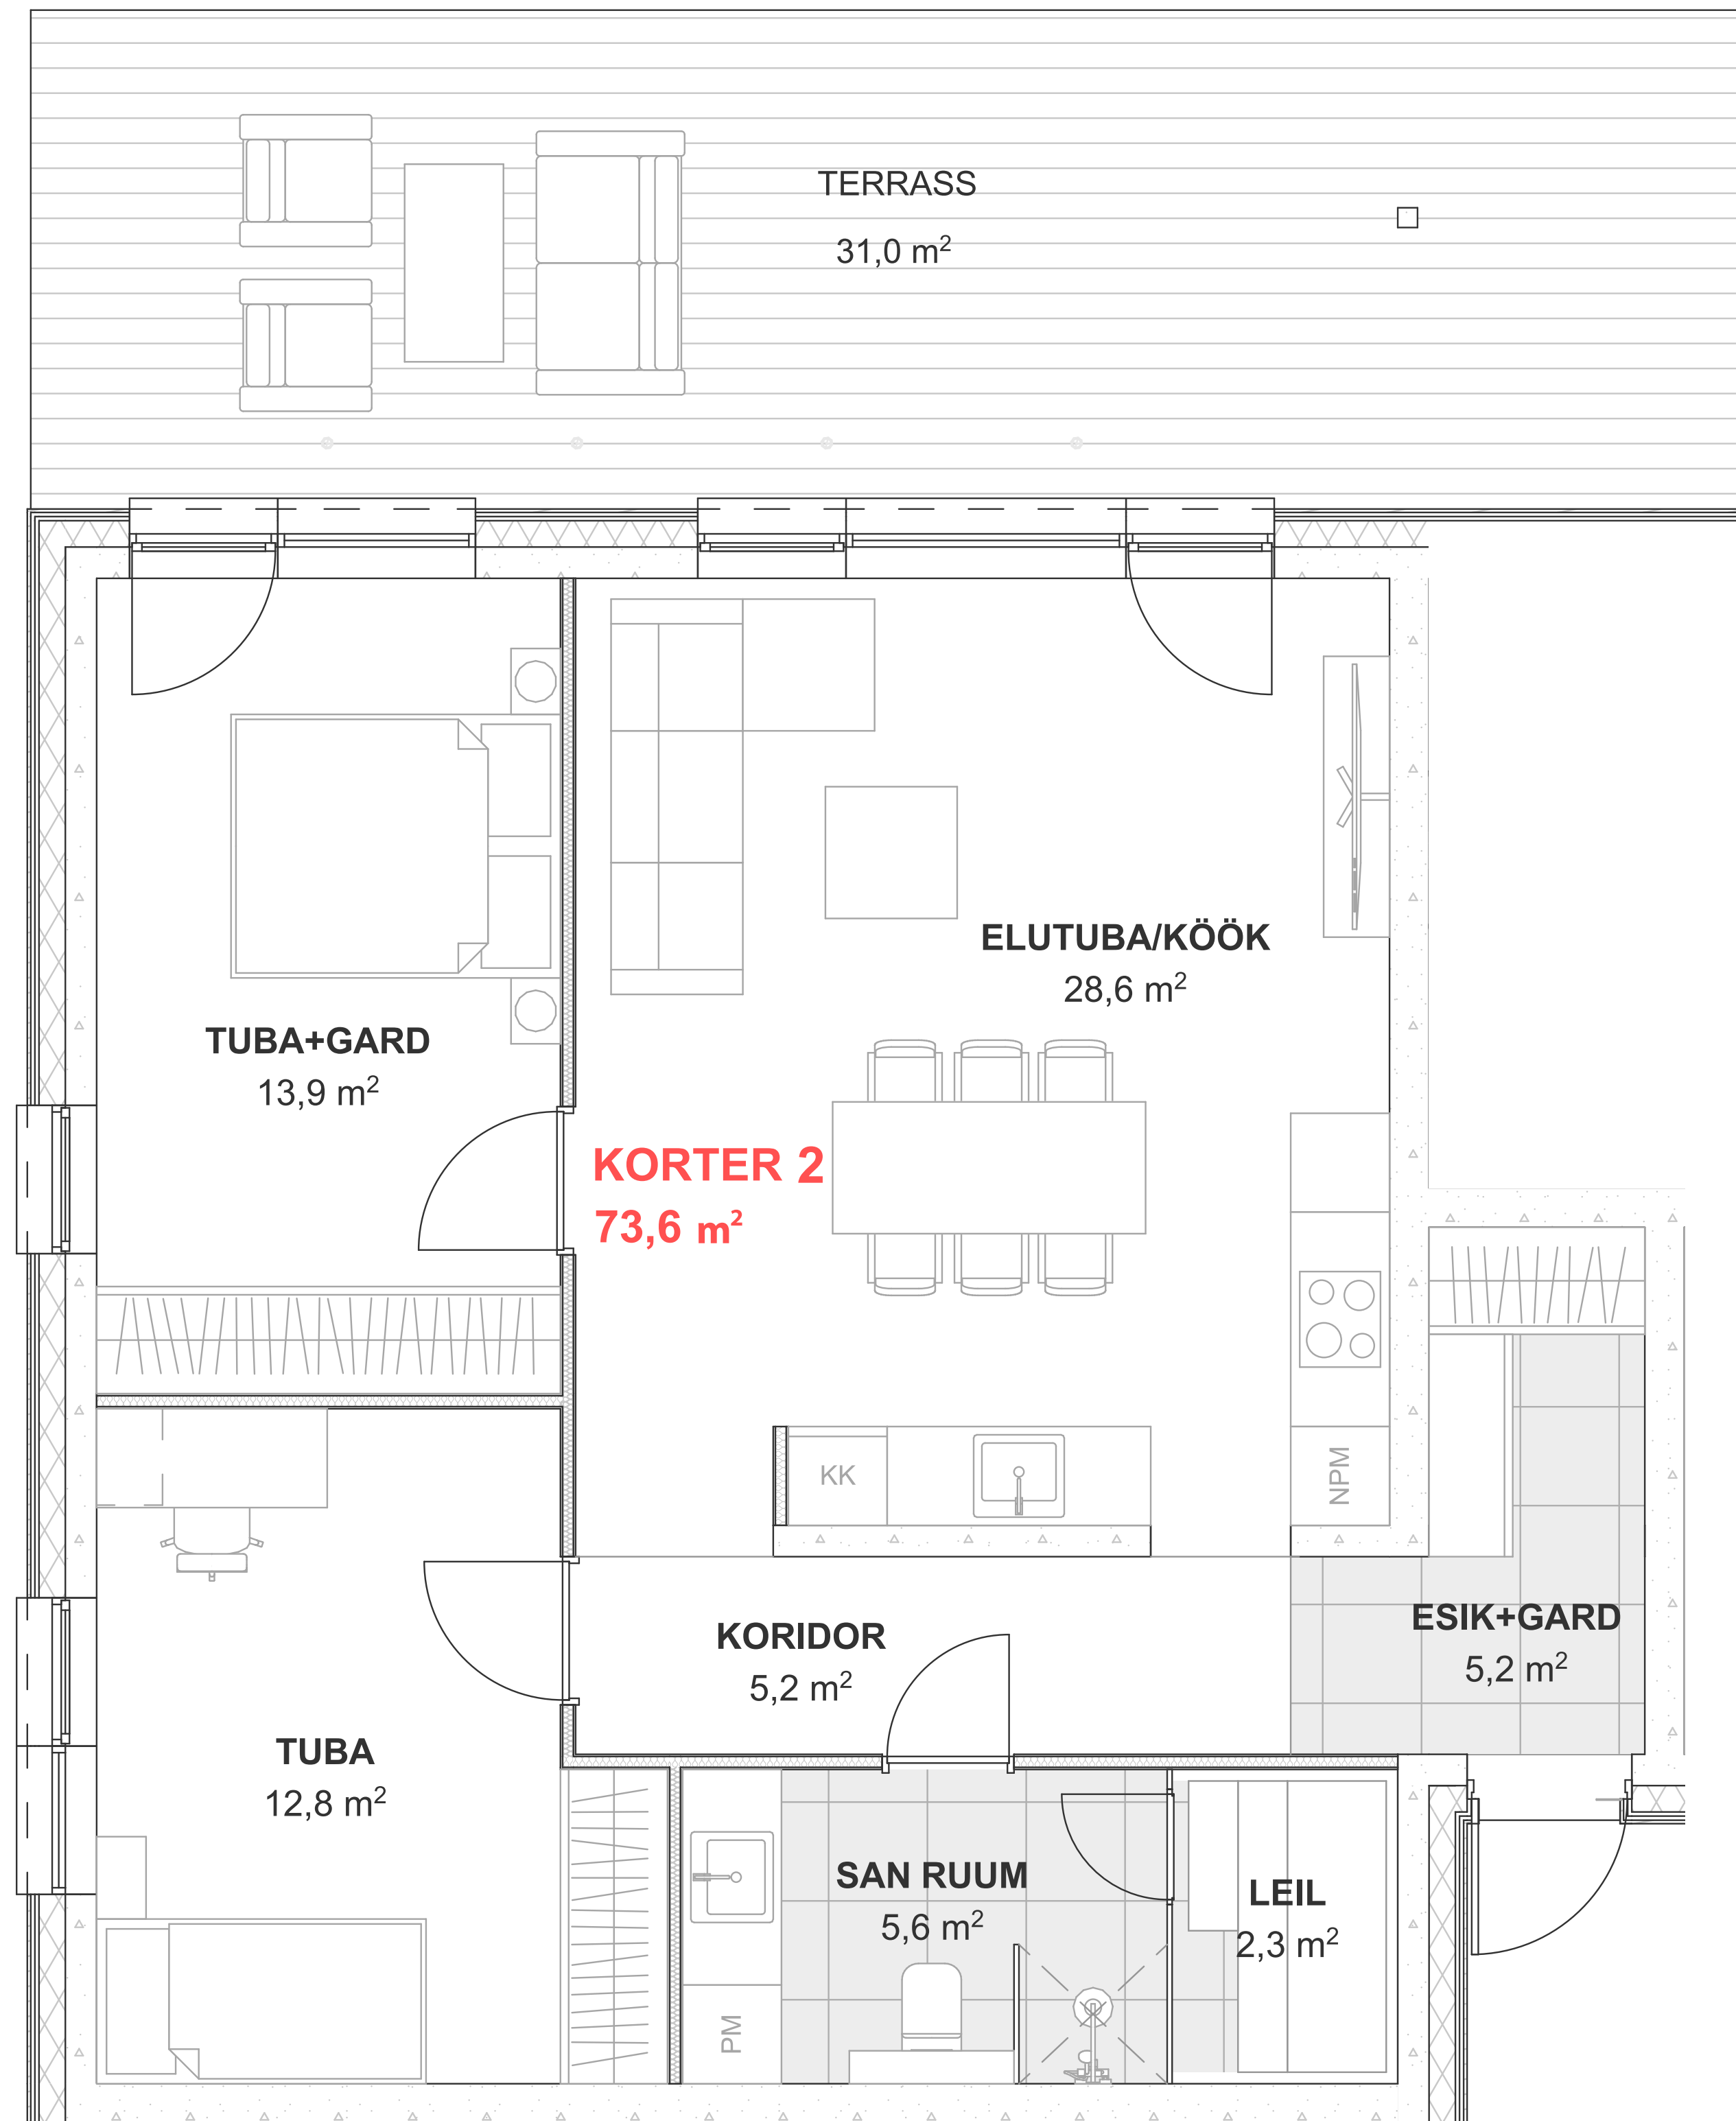 TERRASS
31,0 m²
ELUTUBA/KÖÖK
28,6 m²
TUBA+GARD
13,9 m²
KORTER 2
73,6 m²
KK
NPM
KORIDOR
5,2 m²
ESIK+GARD
5,2 m²
TUBA
12,8 m²
SAN RUUM
5,6 m²
LEIL
2,3 m²
PM